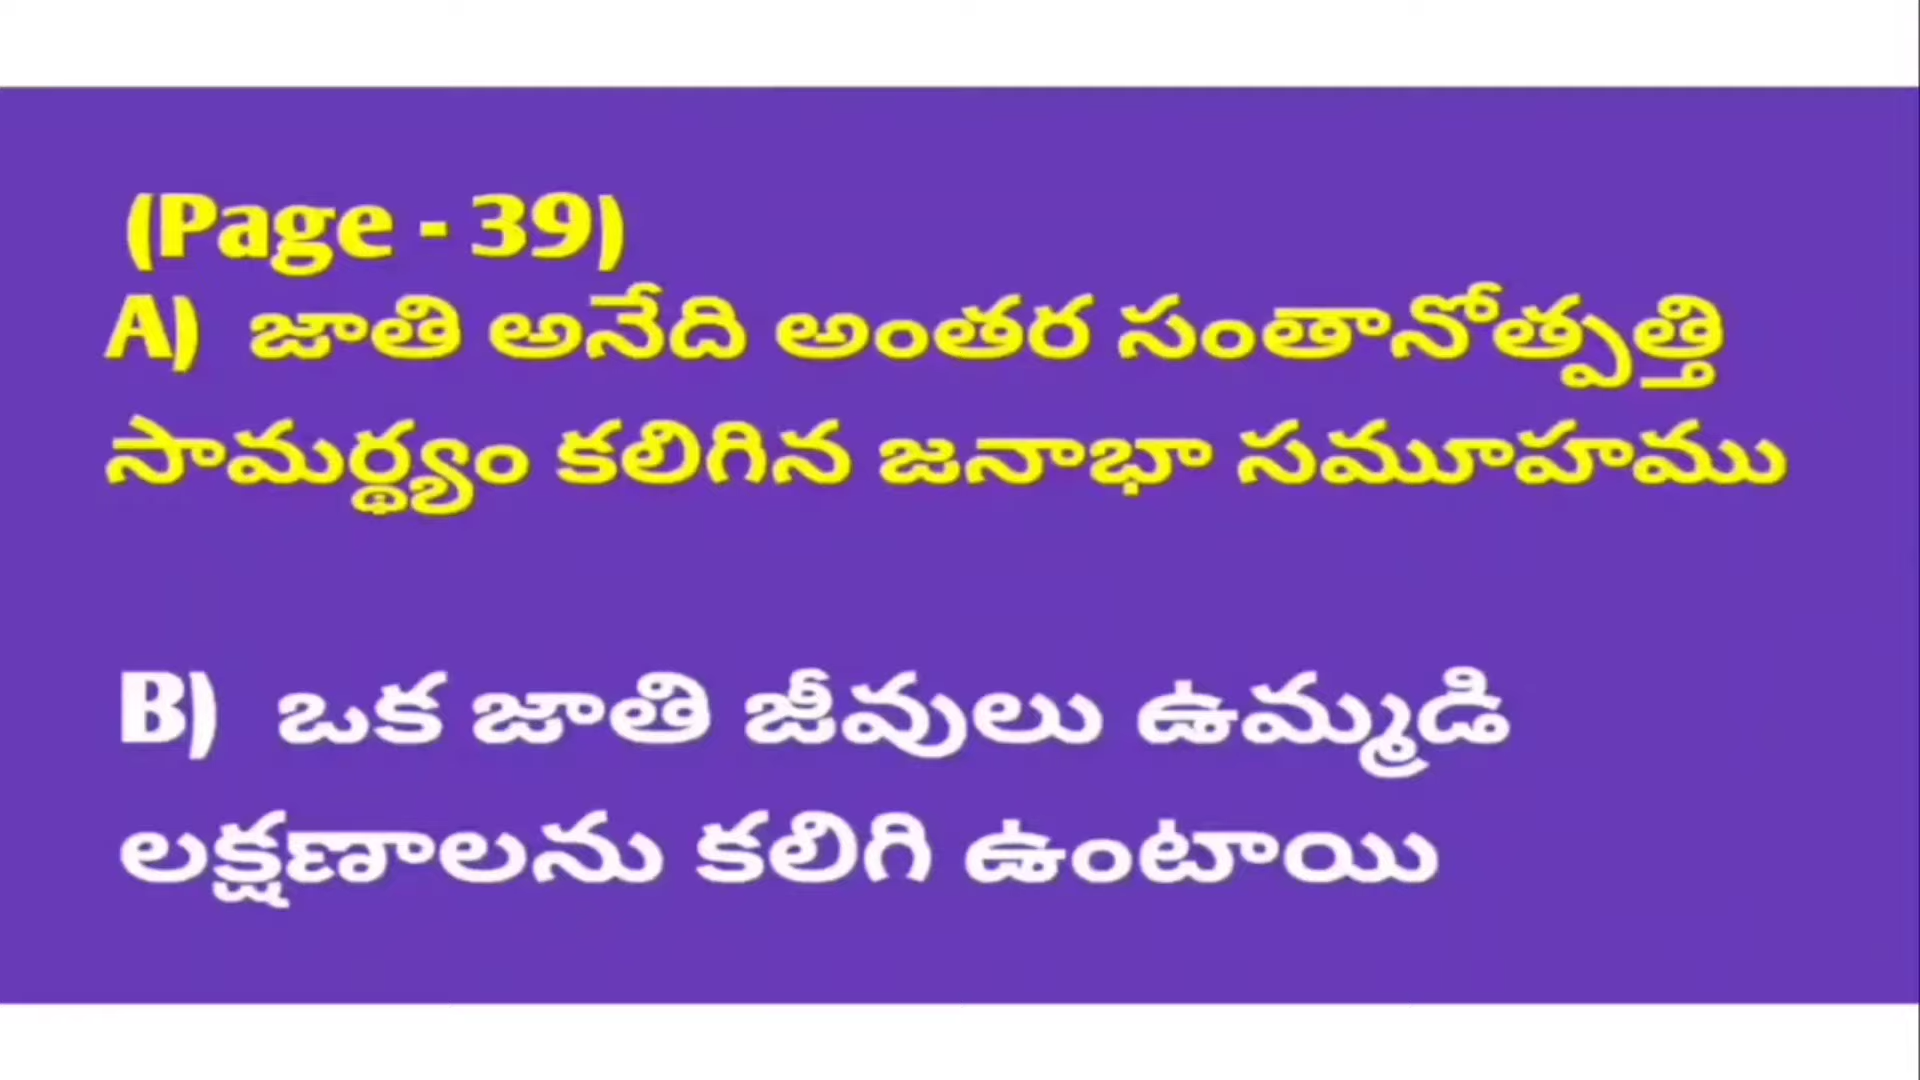 (Page - 39)
A) జాతి అనేది అంతర సంతానోత్పత్తి
సామర్థ్యం కలిగిన జనాభా సమూహము
B) ఒక జాతి జీవులు ఉమ్మడి
లక్షణాలను కలిగి ఉంటాయి